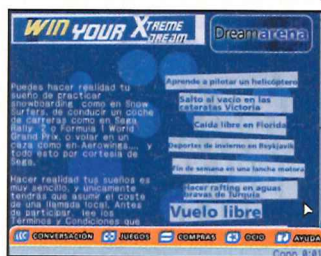 WIN YOUR XTREME DREAM
Dreamarena
Puedes hacer realidad tu
sueño de practicar
snowboarding como en Snow
Surfers, de conducir un coche
de carreras como en Sega
Rally 2 o Formula 1 World
Grand Prix, o volar en un
caza como en Aerowings... y
todo esto por cortesia de
Sega.
Hacer realidad tus sueños es
muy sencillo, y unicamente
tendrás que asumir el coste
de una llamada local. Antes
de participar, lee los
Términos y Condiciones que
Aprende a pilotar un helicóptero
Salto al vacío en las
cataratas Victoria
Caída libre en Florida
Deportes de invierno en Reykjavik
Fin de semana en una lancha motora
Hacer rafting en aguas
bravas de Turquía
Vuelo libre
CONVERSACIÓN JUEGOS COMPRAS OCIO AYUDA